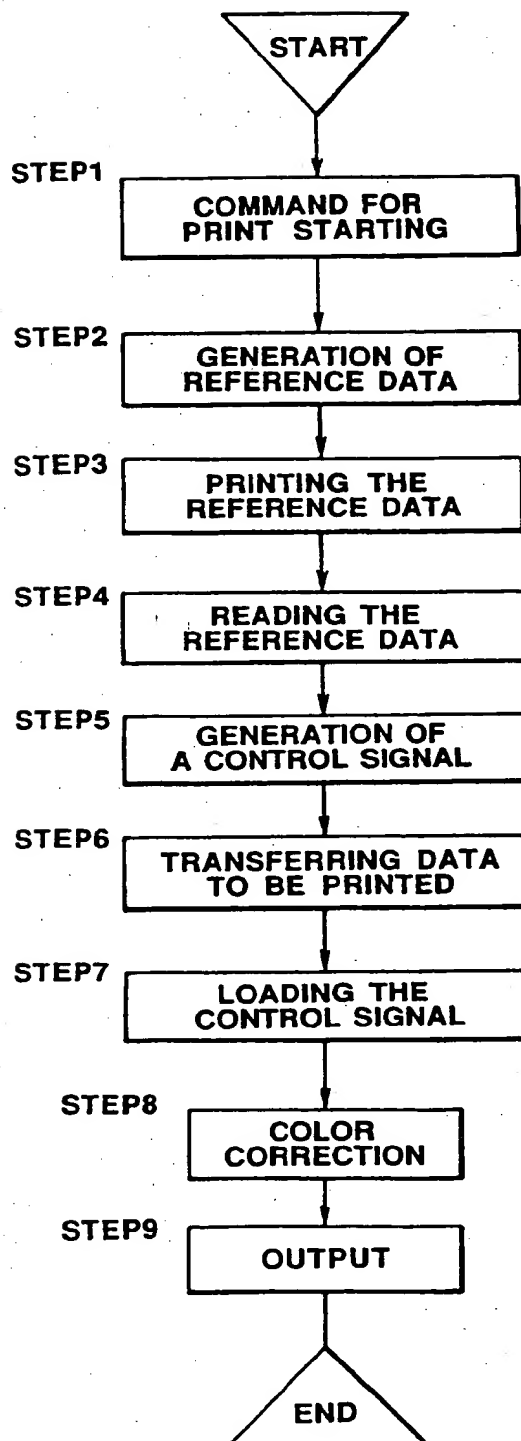 START
STEP1
COMMAND FOR
PRINT STARTING
STEP2
GENERATION OF
REFERENCE DATA
STEP3
PRINTING THE
REFERENCE DATA
STEP4
READING THE
REFERENCE DATA
STEP5
GENERATION OF
A CONTROL SIGNAL
STEP6
TRANSFERRING DATA
TO BE PRINTED
STEP7
LOADING THE
CONTROL SIGNAL
STEP8
COLOR
CORRECTION
STEP9
OUTPUT
END